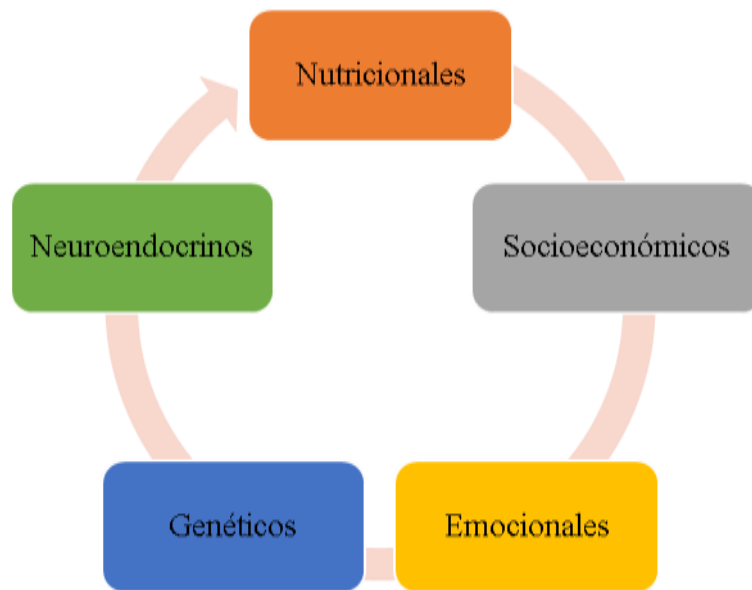 Nutricionales
Socioeconómicos
Emocionales
Genéticos
Neuroendocrinos